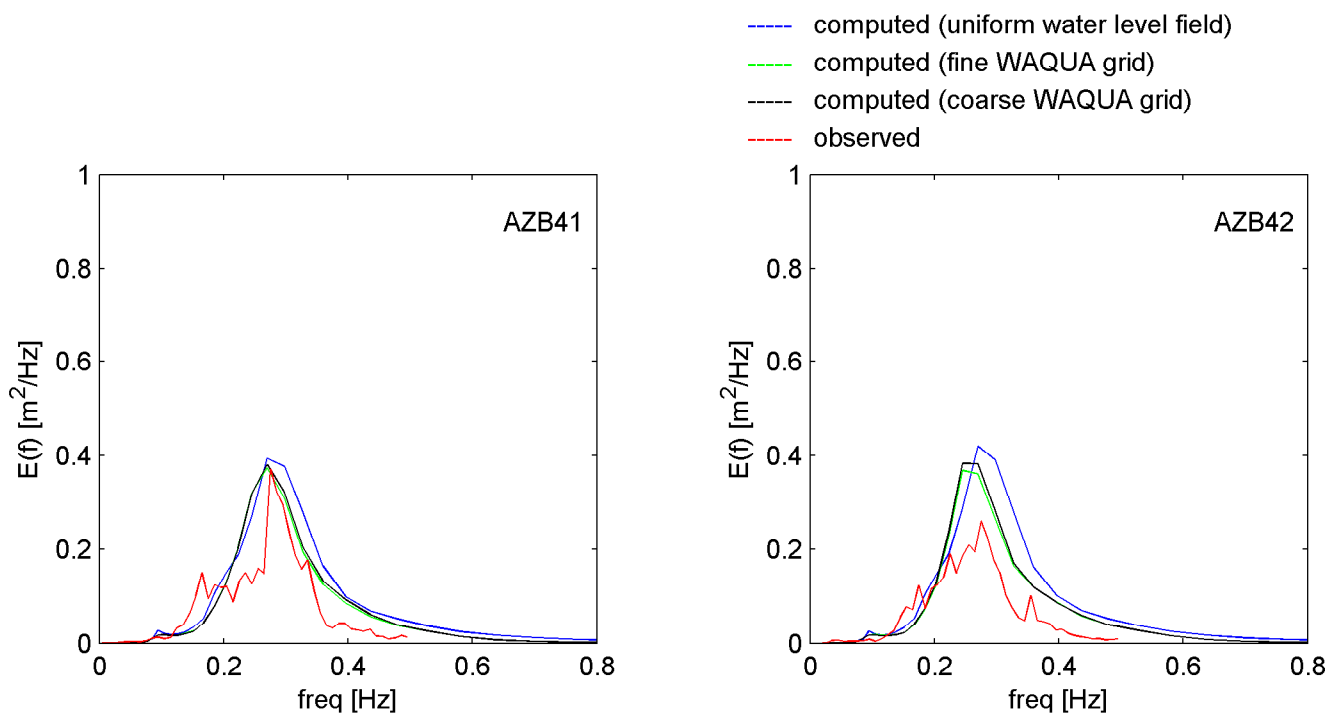 computed (uniform water level field)
computed (fine WAQUA grid)
computed (coarse WAQUA grid)
observed
1
0.8
0.6
0.4
0.2
0
E(f) [m²/Hz]
AZB41
0
0.2
0.4
0.6
0.8
freq [Hz]
1
0.8
0.6
0.4
0.2
0
E(f) [m²/Hz]
AZB42
0
0.2
0.4
0.6
0.8
freq [Hz]